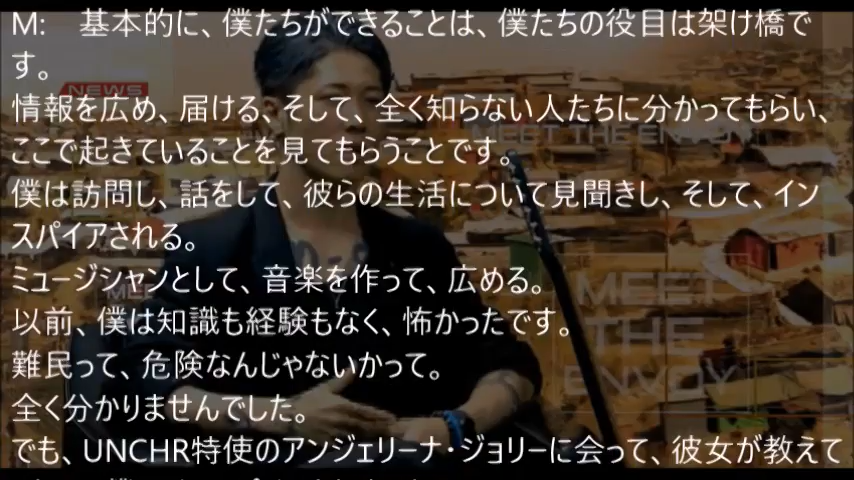 M:　基本的に、僕たちができることは、僕たちの役目は架け橋で
す。
情報を広め、届ける、そして、全く知らない人たちに分かってもらい、
ここで起きていることを見てもらうことです。
僕は訪問し、話をして、彼らの生活について見聞きし、そして、イン
スパイアされる。
ミュージシャンとして、音楽を作って、広める。
以前、僕は知識も経験もなく、怖かったです。
難民って、危険なんじゃないかって。
全く分かりませんでした。
でも、UNCHR特使のアンジェリーナ・ジョリーに会って、彼女が教えて
NEWS
MEET THE ENVOY
MEET
THE
ENVOY